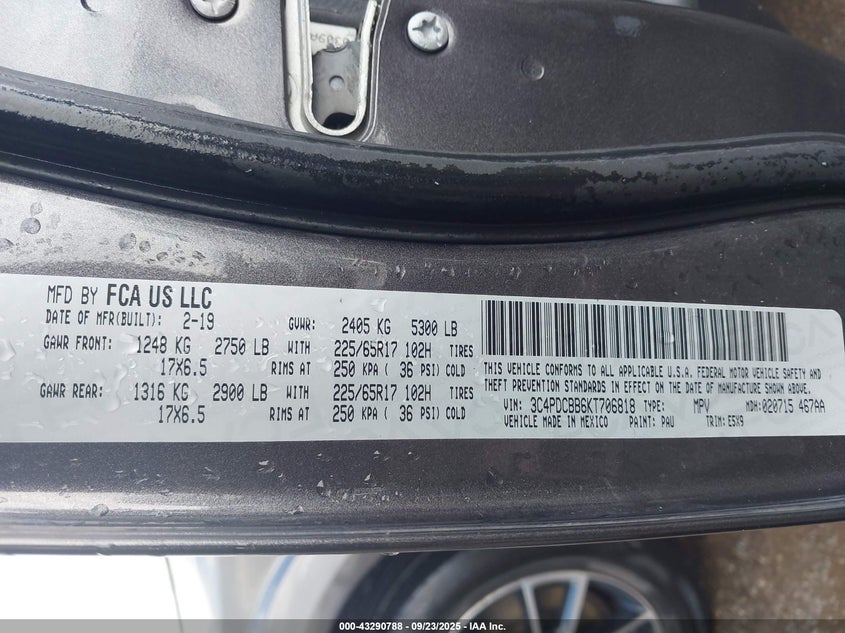 MFD BY FCA US LLC
DATE OF MFR(BUILT): 2-19 GVWR: 2405 KG 5300 LB
GAWR FRONT: 1248 KG 2750 LB WITH 225/65R17 102H TIRES
17X6.5 RIMS AT 250 KPA ( 36 PSI) COLD
GAWR REAR: 1316 KG 2900 LB WITH 225/65R17 102H TIRES
17X6.5 RIMS AT 250 KPA ( 36 PSI) COLD
THIS VEHICLE CONFORMS TO ALL APPLICABLE U.S.A. FEDERAL MOTOR VEHICLE SAFETY AND
THEFT PREVENTION STANDARDS IN EFFECT ON THE DATE OF MANUFACTURE SHOWN ABOVE.
VIN: 3C4PDCBB6KT706818 TYPE: MPV MDH: 020715 467AA
VEHICLE MADE IN MEXICO PAINT: PAU TRIM: E5X9
000-43290788 - 09/23/2025 - IAA Inc.